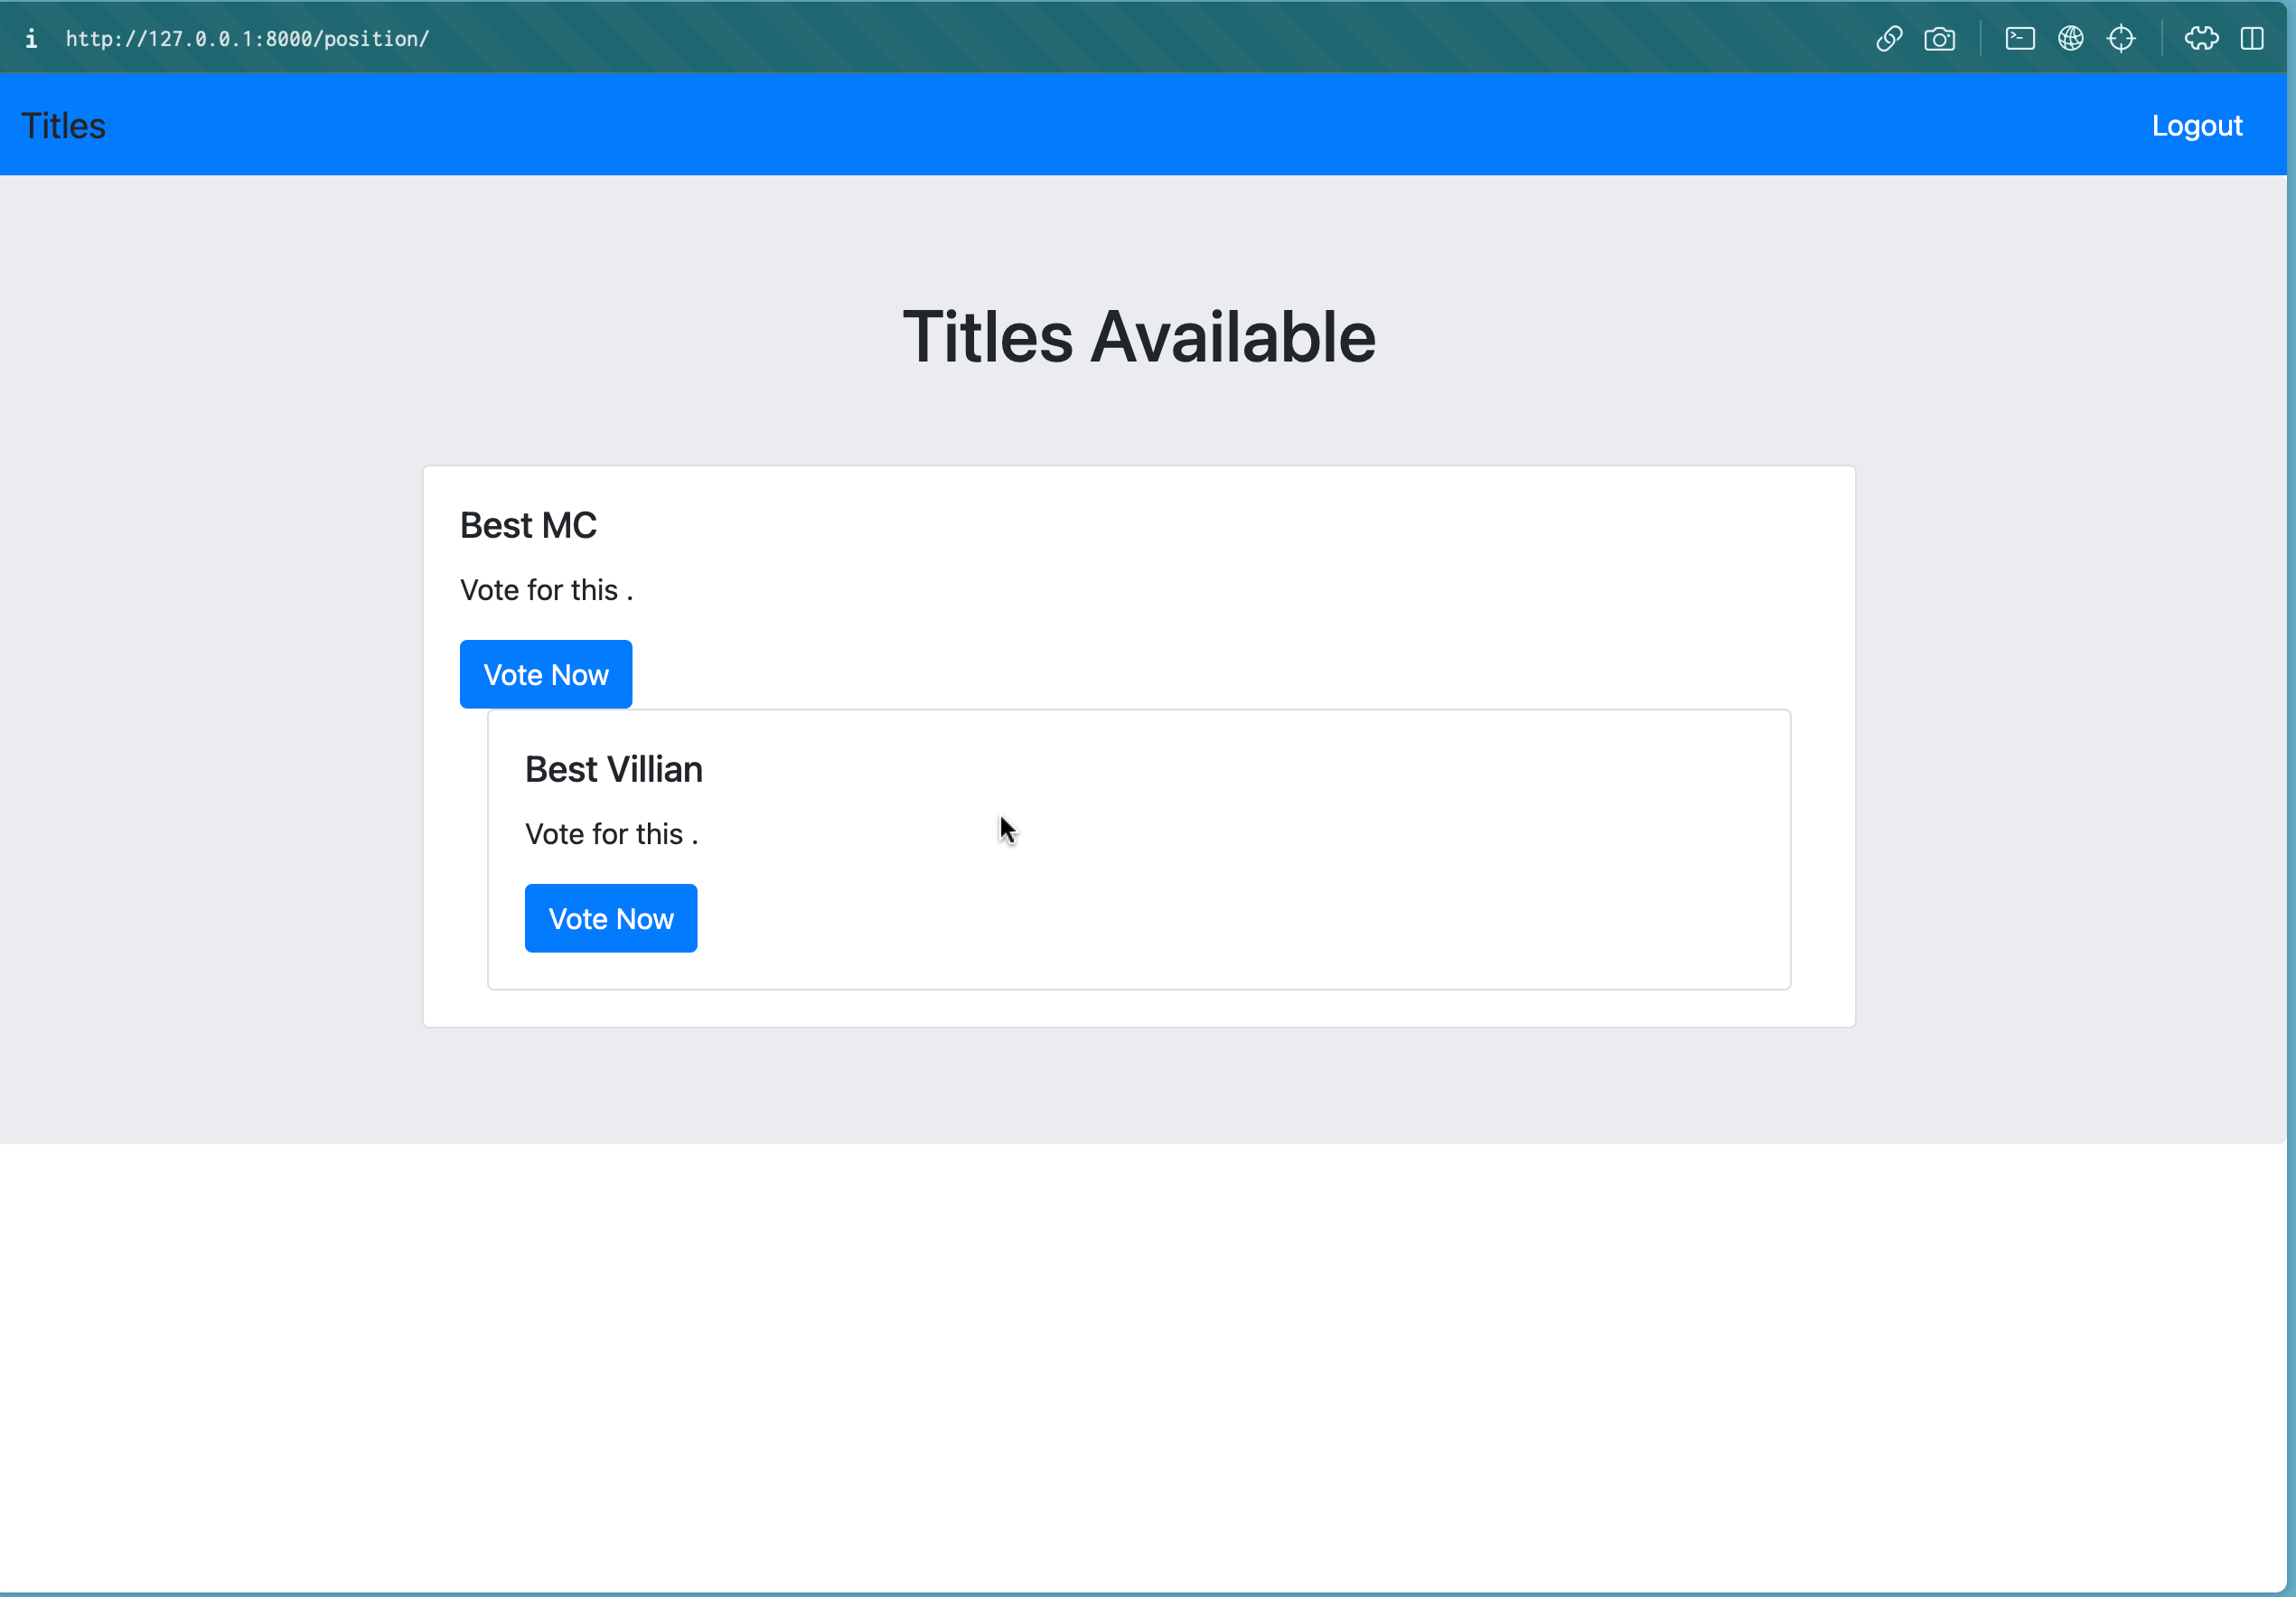 http://127.0.0.1:8000/position/
Titles
Logout
Titles Available
Best MC
Vote for this .
Vote Now
Best Villian
Vote for this .
Vote Now